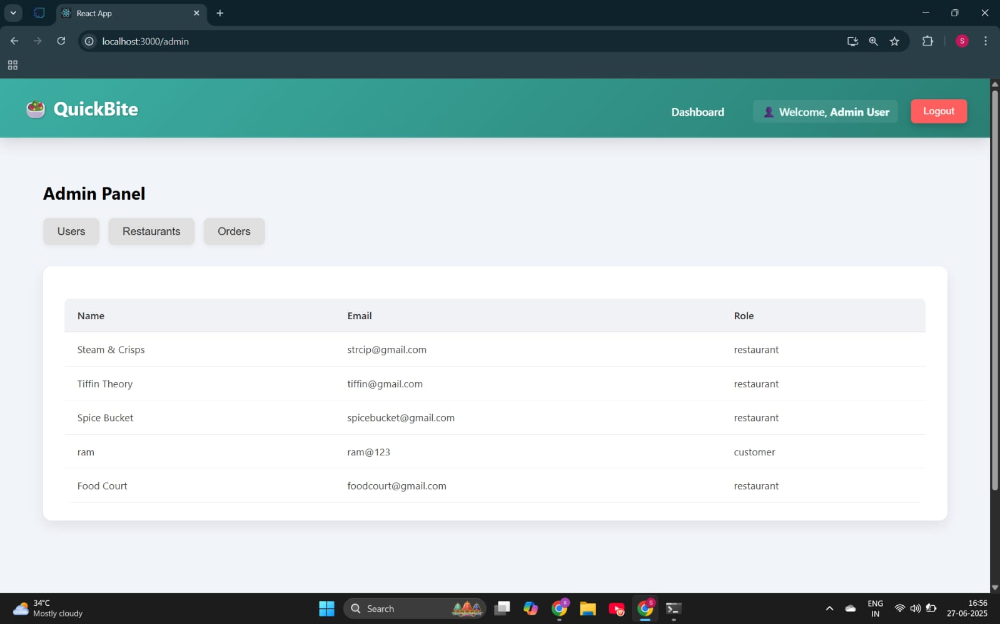 React App
localhost:3000/admin
S
QuickBite
Dashboard
Welcome, Admin User
Logout
Admin Panel
Users
Restaurants
Orders
Name Email Role
Steam & Crisps strcip@gmail.com restaurant
Tiffin Theory tiffin@gmail.com restaurant
Spice Bucket spicebucket@gmail.com restaurant
ram ram@123 customer
Food Court foodcourt@gmail.com restaurant
34°C
Mostly cloudy
Search
S
S
ENG
IN
16:56
27-06-2025